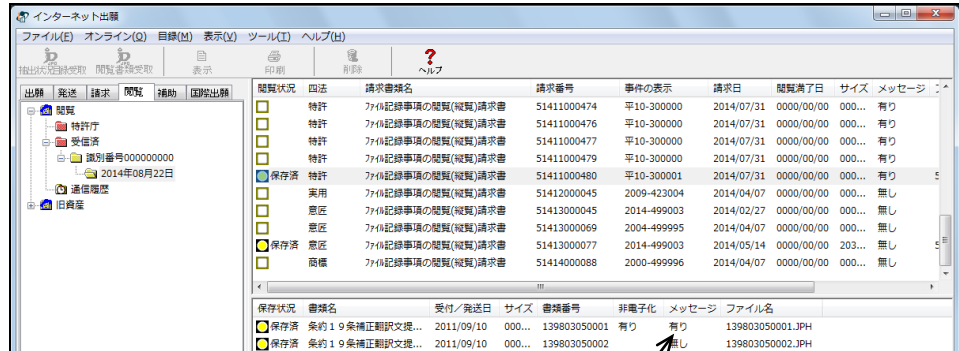 インターネット出願
ファイル(F) オンライン(Q) 目録(M) 表示(V) ツール(T) ヘルプ(H)
抽出状況目録受取 閲覧書類受取 表示 印刷 削除 ヘルプ
出願 発送 請求 閲覧 補助 国際出願
閲覧
特許庁
受信済
識別番号000000000
2014年08月22日
通信履歴
旧資産
閲覧状況 四法 請求書類名 請求番号 事件の表示 請求日 閲覧満了日 サイズ メッセージ
特許 ファイル記録事項の閲覧(縦覧)請求書 51411000474 平10-300000 2014/07/31 0000/00/00 000... 有り
特許 ファイル記録事項の閲覧(縦覧)請求書 51411000476 平10-300000 2014/07/31 0000/00/00 000... 有り
特許 ファイル記録事項の閲覧(縦覧)請求書 51411000477 平10-300000 2014/07/31 0000/00/00 000... 有り
特許 ファイル記録事項の閲覧(縦覧)請求書 51411000479 平10-300000 2014/07/31 0000/00/00 000... 有り
保存済 特許 ファイル記録事項の閲覧(縦覧)請求書 51411000480 平10-300001 2014/07/31 0000/00/00 000... 有り
実用 ファイル記録事項の閲覧(縦覧)請求書 51412000045 2009-423004 2014/04/07 0000/00/00 000... 無し
意匠 ファイル記録事項の閲覧(縦覧)請求書 51413000045 2014-499003 2014/02/27 0000/00/00 000... 無し
意匠 ファイル記録事項の閲覧(縦覧)請求書 51413000069 2004-499995 2014/04/07 0000/00/00 000... 無し
保存済 意匠 ファイル記録事項の閲覧(縦覧)請求書 51413000077 2014-499003 2014/05/14 0000/00/00 203... 無し
商標 ファイル記録事項の閲覧(縦覧)請求書 51414000088 2000-499996 2014/04/07 0000/00/00 000... 無し
保存状況 書類名 受付/発送日 サイズ 書類番号 非電子化 メッセージ ファイル名
保存済 条約19条補正翻訳文提... 2011/09/10 000... 139803050001 有り 有り 139803050001.JPH
保存済 条約19条補正翻訳文提... 2011/09/10 000... 139803050002 無し 139803050002.JPH